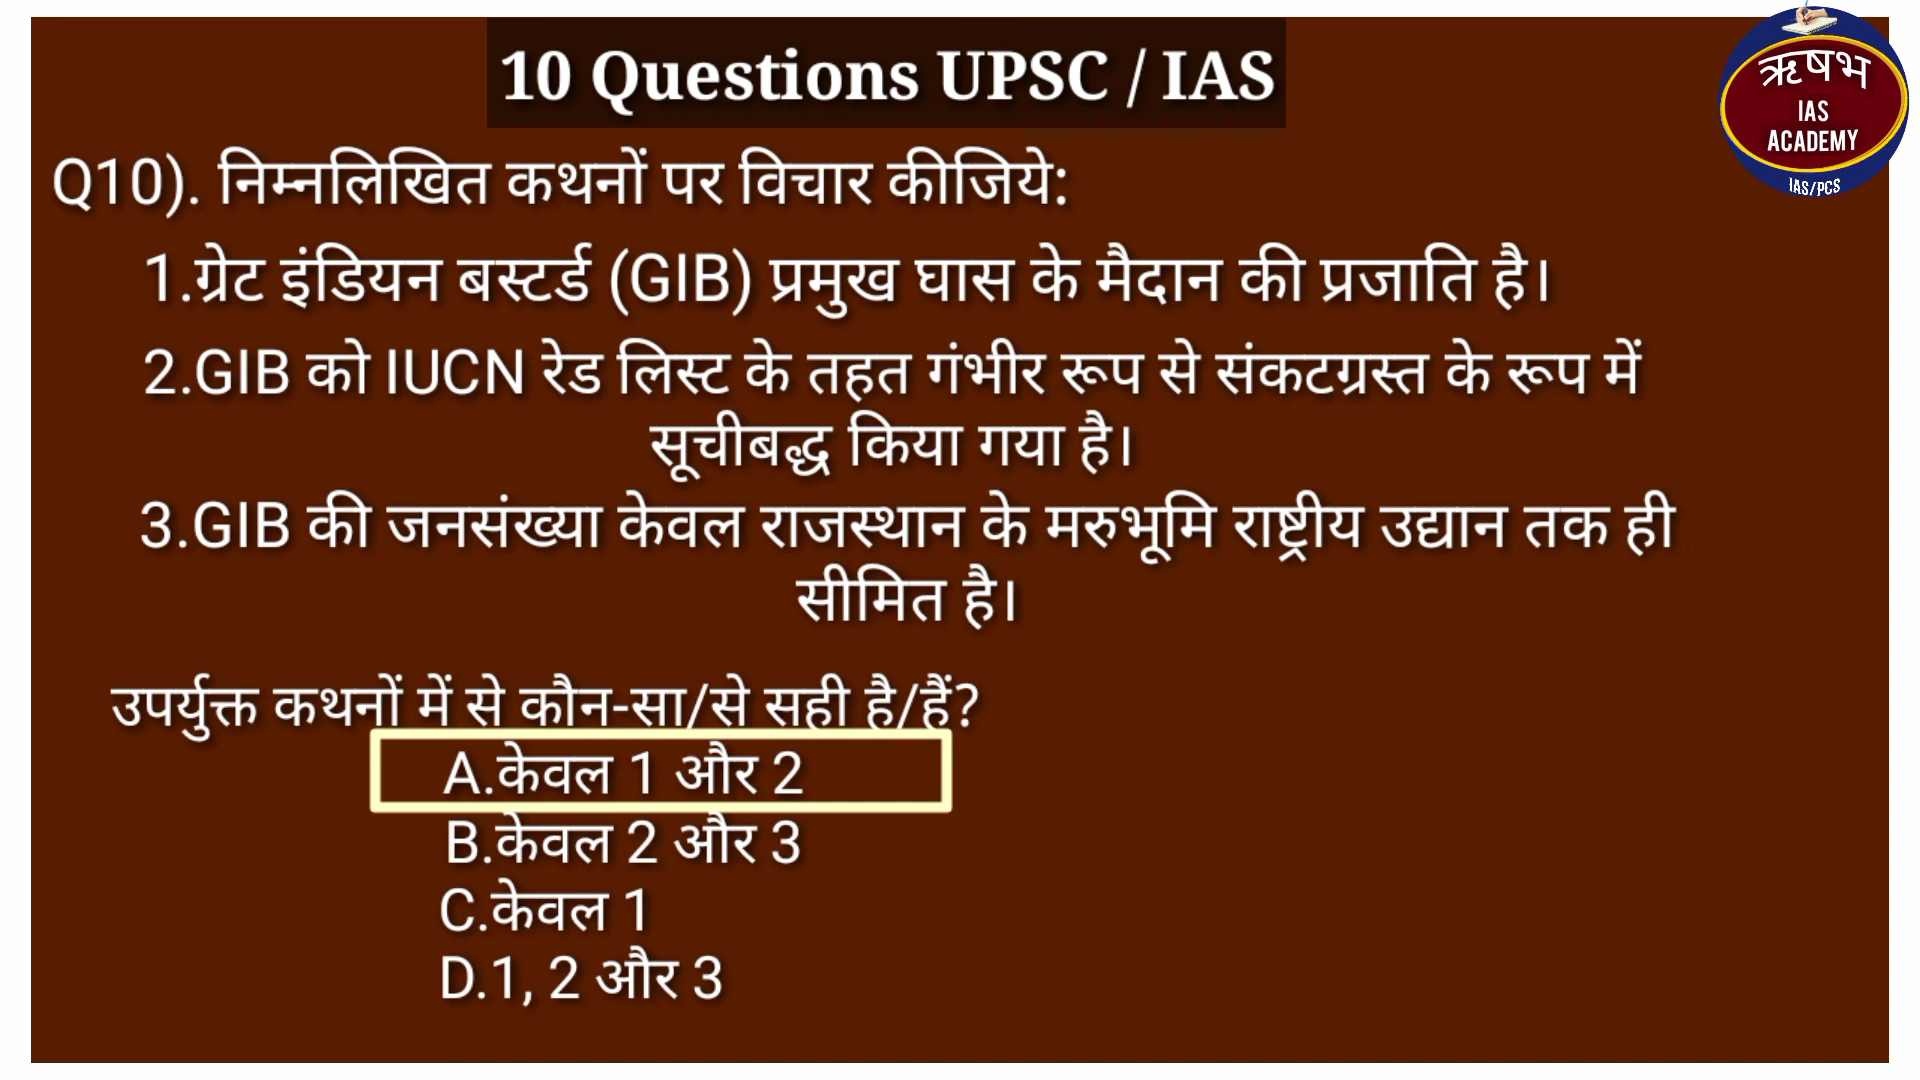 10 Questions UPSC / IAS
ऋषभ
IAS
ACADEMY
IAS/PCS
Q10). निम्नलिखित कथनों पर विचार कीजिये:
1.ग्रेट इंडियन बस्टर्ड (GIB) प्रमुख घास के मैदान की प्रजाति है।
2.GIB को IUCN रेड लिस्ट के तहत गंभीर रूप से संकटग्रस्त के रूप में
सूचीबद्ध किया गया है।
3.GIB की जनसंख्या केवल राजस्थान के मरुभूमि राष्ट्रीय उद्यान तक ही
सीमित है।
उपर्युक्त कथनों में से कौन-सा/से सही है/हैं?
A.केवल 1 और 2
B.केवल 2 और 3
C.केवल 1
D.1, 2 और 3